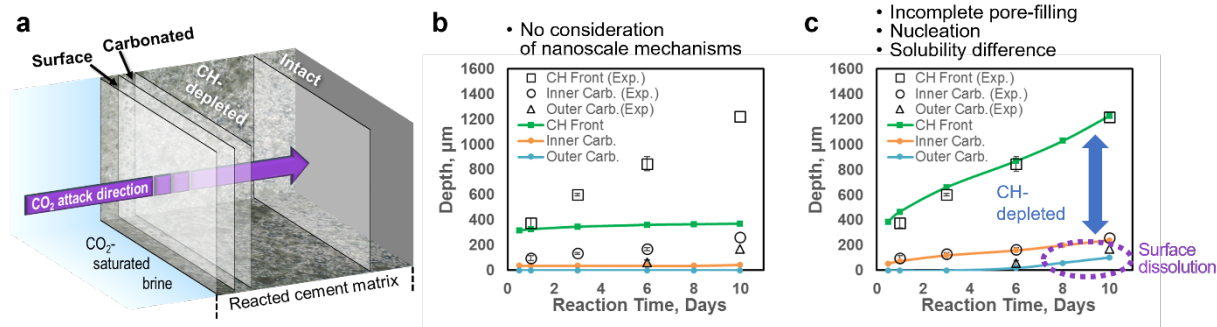 a
Surface
Carbonated
CH-
depleted
Intact
CO₂ attack direction
CO₂-
saturated
brine
Reacted cement matrix
b
• No consideration
of nanoscale mechanisms
1600
1400
1200
1000
800
600
400
200
0
Depth, µm
CH Front (Exp.)
Inner Carb. (Exp.)
Outer Carb.(Exp)
CH Front
Inner Carb.
Outer Carb.
0 2 4 6 8 10
Reaction Time, Days
c
• Incomplete pore-filling
• Nucleation
• Solubility difference
1600
1400
1200
1000
800
600
400
200
0
Depth, µm
CH Front (Exp.)
Inner Carb. (Exp.)
Outer Carb.(Exp)
CH Front
Inner Carb.
Outer Carb.
CH-
depleted
Surface
dissolution
0 2 4 6 8 10
Reaction Time, Days